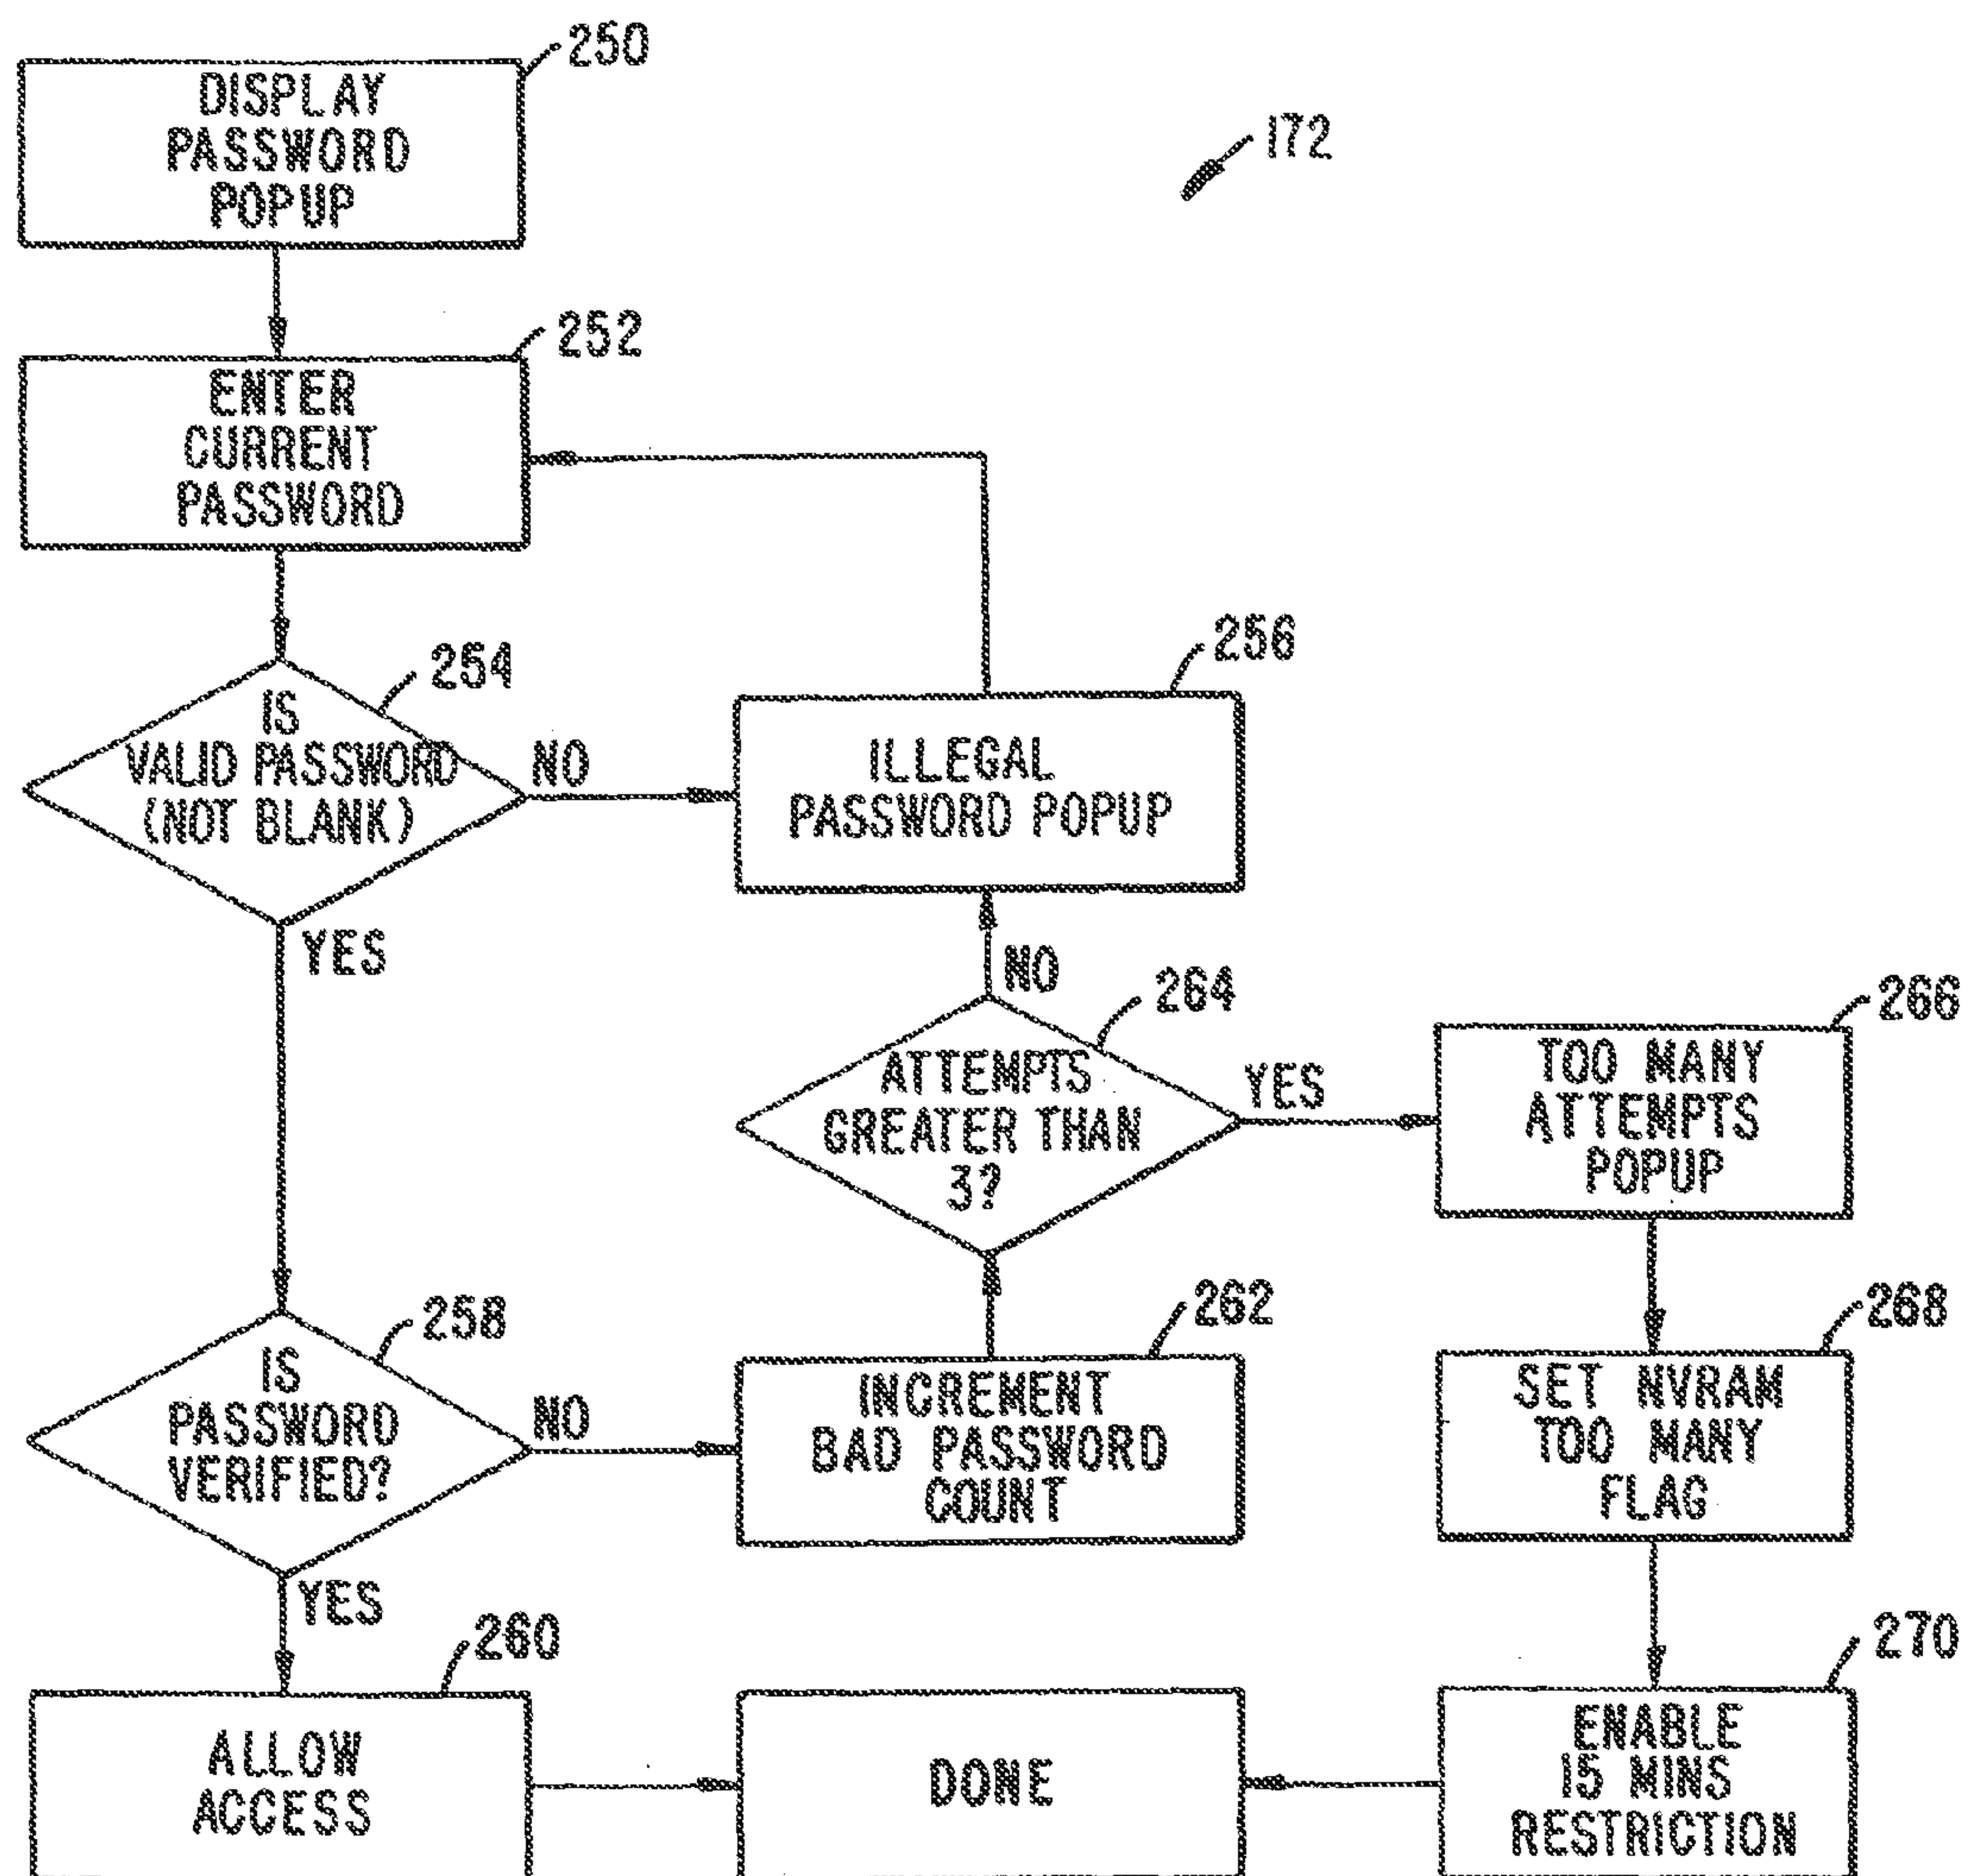 250
DISPLAY
PASSWORD
POPUP
172
252
ENTER
CURRENT
PASSWORD
254
IS
VALID PASSWORD
(NOT BLANK)
NO
YES
256
ILLEGAL
PASSWORD POPUP
NO
264
ATTEMPTS
GREATER THAN
3?
YES
266
TOO MANY
ATTEMPTS
POPUP
258
IS
PASSWORD
VERIFIED?
NO
YES
262
INCREMENT
BAD PASSWORD
COUNT
268
SET NVRAM
TOO MANY
FLAG
260
ALLOW
ACCESS
DONE
270
ENABLE
15 MINS
RESTRICTION